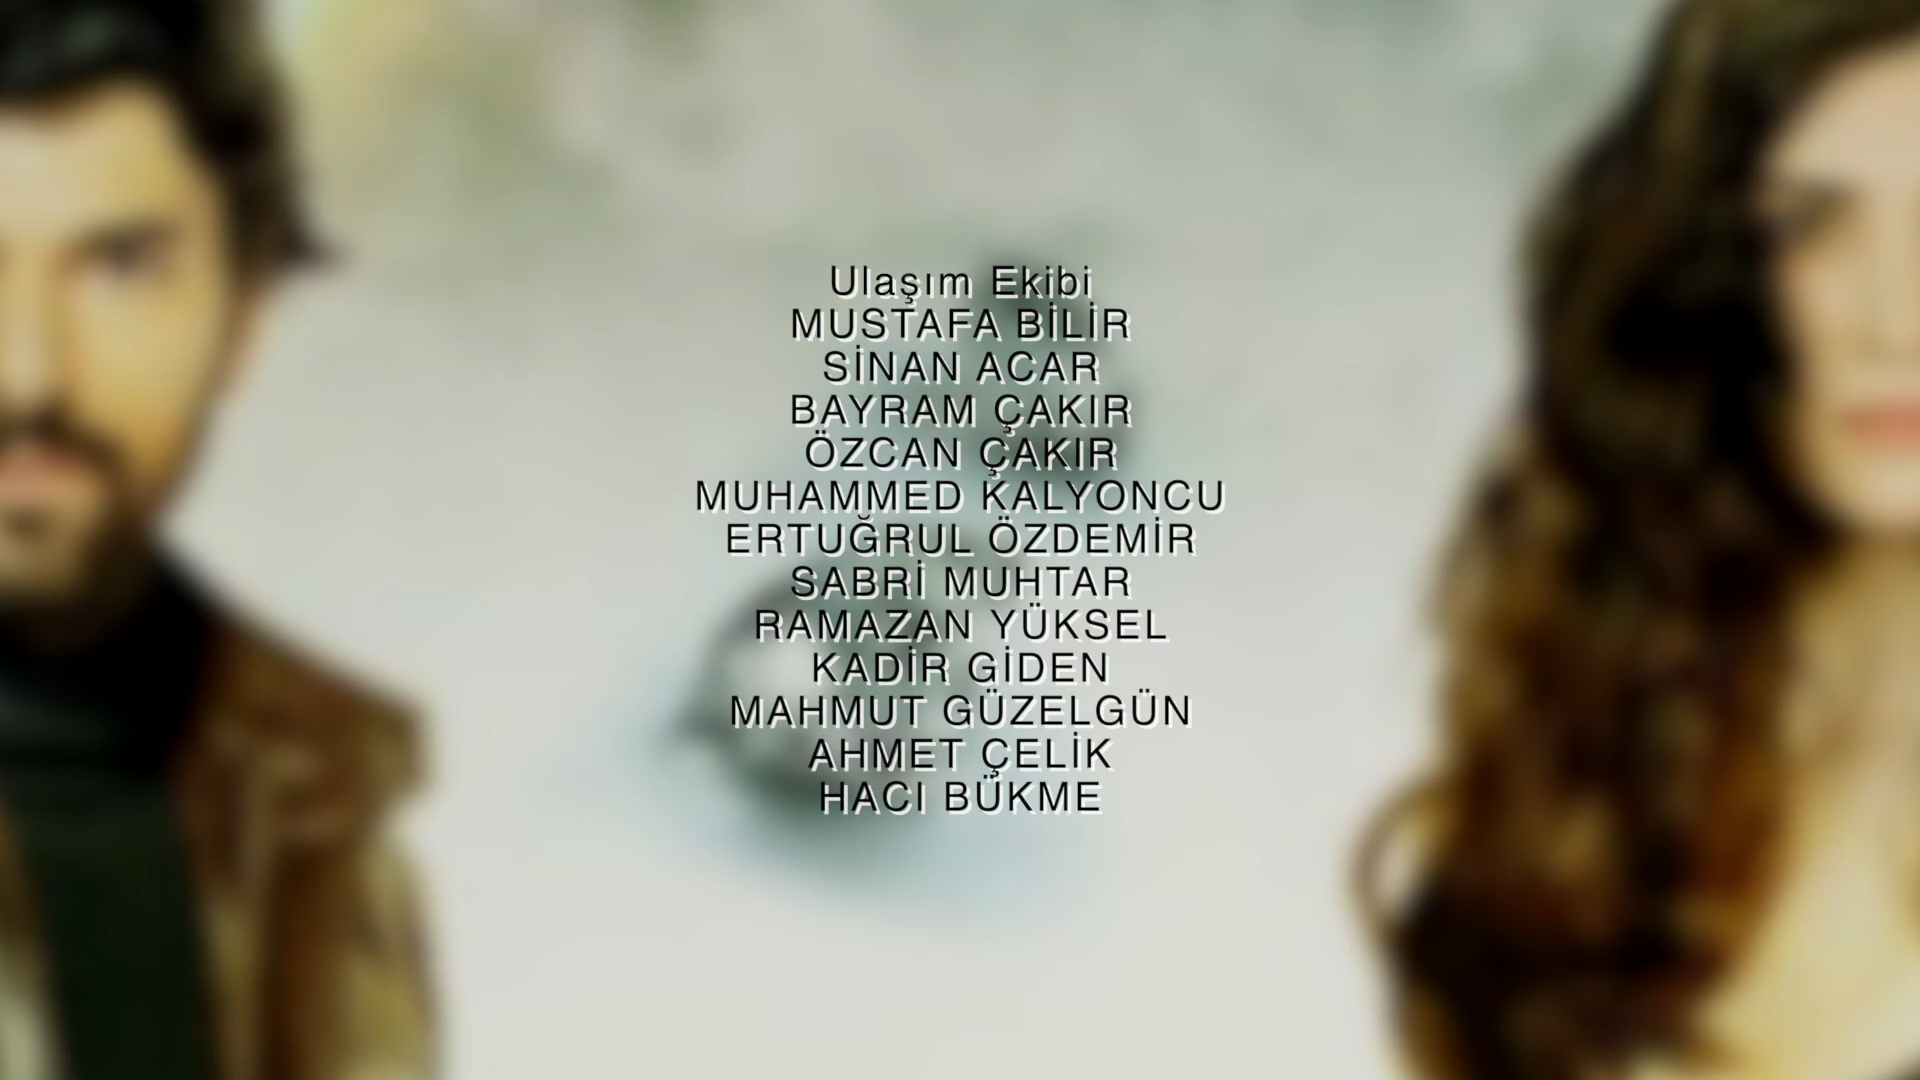 Ulaşım Ekibi
MUSTAFA BİLİR
SİNAN ACAR
BAYRAM ÇAKIR
ÖZCAN ÇAKIR
MUHAMMED KALYONCU
ERTUĞRUL ÖZDEMİR
SABRİ MUHTAR
RAMAZAN YÜKSEL
KADİR GİDEN
MAHMUT GÜZELGÜN
AHMET ÇELİK
HACI BÜKME